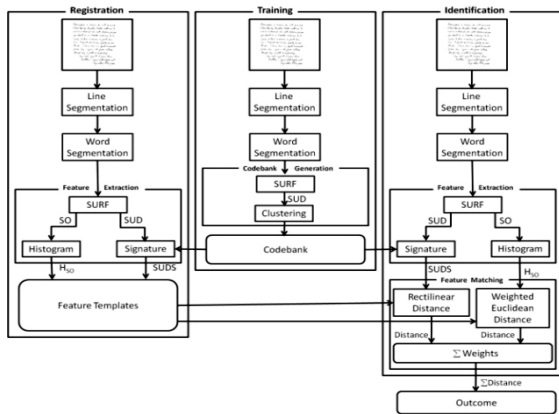 Registration
Training
Identification
Line Segmentation
Line Segmentation
Line Segmentation
Word Segmentation
Word Segmentation
Word Segmentation
Feature Extraction
Codebank Generation
Feature Extraction
SURF
SURF
SURF
SO
SUD
SUD
SUD
SO
Histogram
Signature
Clustering
Codebank
Signature
Histogram
HSO
SUDS
SUDS
HSO
Feature Templates
Feature Matching
Rectilinear Distance
Weighted Euclidean Distance
Distance
Distance
∑Weights
∑Distance
Outcome